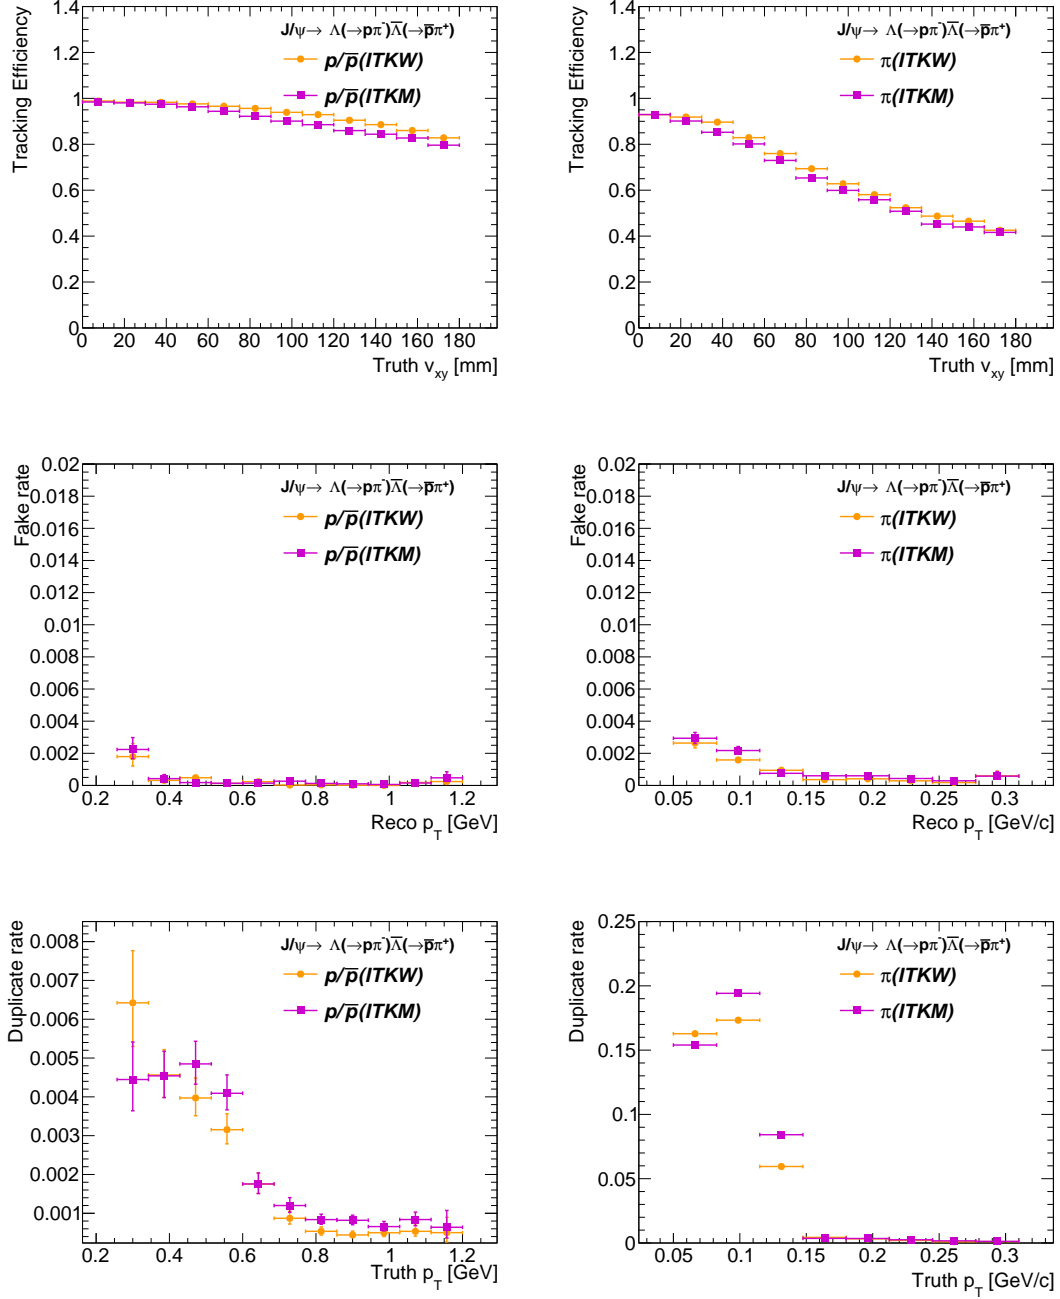 Tracking Efficiency
1.4
1.2
1
0.8
0.6
0.4
0.2
0
J/ψ→ Λ(→pπ⁻)Λ̅(→p̅π⁺)
p/p̅(ITKW)
p/p̅(ITKM)
0 20 40 60 80 100 120 140 160 180
Truth v_xy [mm]
Tracking Efficiency
1.4
1.2
1
0.8
0.6
0.4
0.2
0
J/ψ→ Λ(→pπ⁻)Λ̅(→p̅π⁺)
π(ITKW)
π(ITKM)
0 20 40 60 80 100 120 140 160 180
Truth v_xy [mm]
Fake rate
0.02
0.018
0.016
0.014
0.012
0.01
0.008
0.006
0.004
0.002
0
J/ψ→ Λ(→pπ⁻)Λ̅(→p̅π⁺)
p/p̅(ITKW)
p/p̅(ITKM)
0.2 0.4 0.6 0.8 1 1.2
Reco p_T [GeV]
Fake rate
0.02
0.018
0.016
0.014
0.012
0.01
0.008
0.006
0.004
0.002
0
J/ψ→ Λ(→pπ⁻)Λ̅(→p̅π⁺)
π(ITKW)
π(ITKM)
0.05 0.1 0.15 0.2 0.25 0.3
Reco p_T [GeV/c]
Duplicate rate
0.008
0.007
0.006
0.005
0.004
0.003
0.002
0.001
J/ψ→ Λ(→pπ⁻)Λ̅(→p̅π⁺)
p/p̅(ITKW)
p/p̅(ITKM)
0.2 0.4 0.6 0.8 1 1.2
Truth p_T [GeV]
Duplicate rate
0.25
0.2
0.15
0.1
0.05
0
J/ψ→ Λ(→pπ⁻)Λ̅(→p̅π⁺)
π(ITKW)
π(ITKM)
0.05 0.1 0.15 0.2 0.25 0.3
Truth p_T [GeV/c]